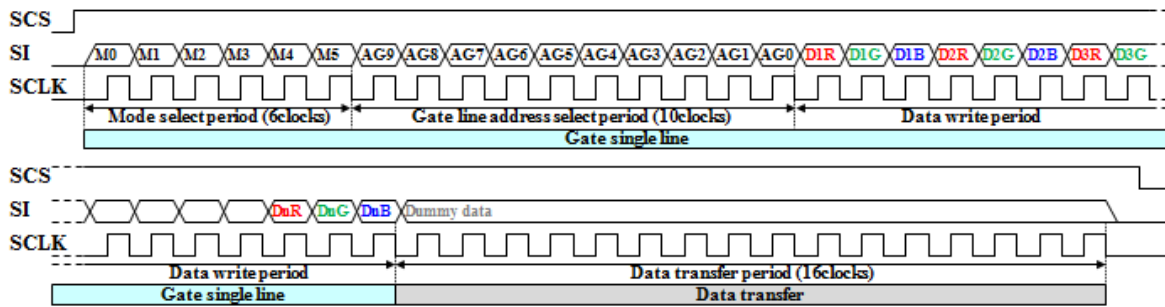 SCS
SI M0 M1 M2 M3 M4 M5 AG9 AG8 AG7 AG6 AG5 AG4 AG3 AG2 AG1 AG0 D1R D1G D1B D2R D2G D2B D3R D3G
SCLK
Mode select period (6clocks) Gate line address select period (10clocks) Data write period
Gate single line
SCS
SI DnR DnG DnB Dummy data
SCLK
Data write period Data transfer period (16clocks)
Gate single line Data transfer